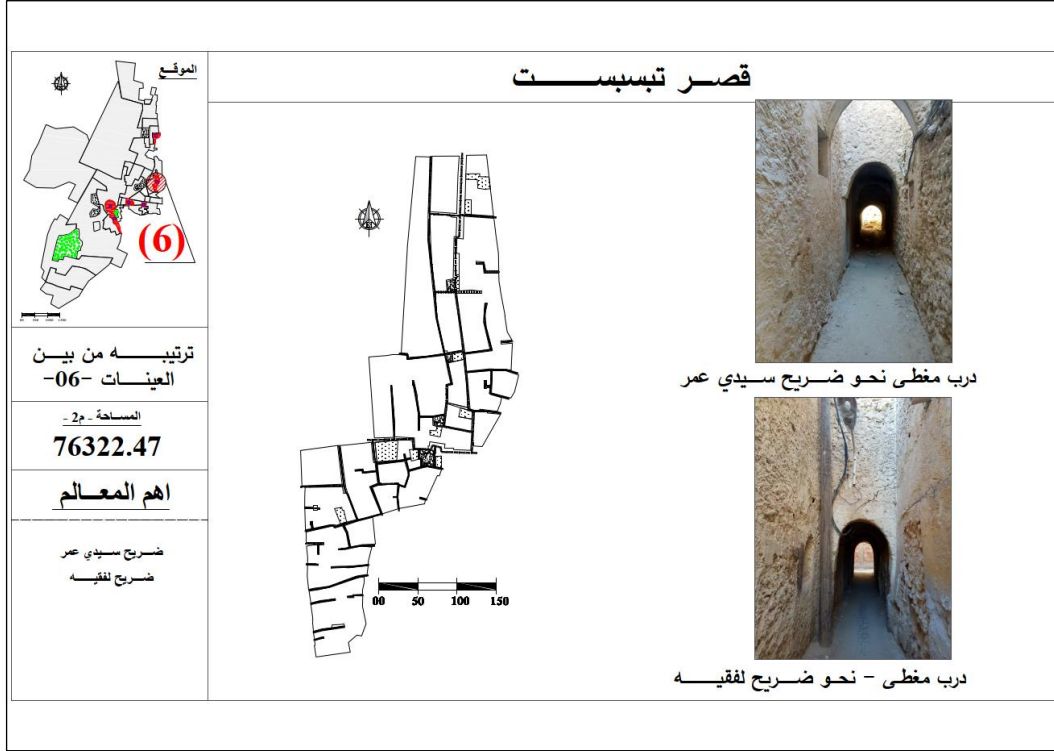 قصر تبسبست
الموقع
(6)
ترتيبه من بين
العينات -06-
المساحة - م2 -
76322.47
اهم المعالم
ضريح سيدي عمر
ضريح لفقيه
00 50 100 150
درب مغطى نحو ضريح سيدي عمر
درب مغطى - نحو ضريح لفقيه